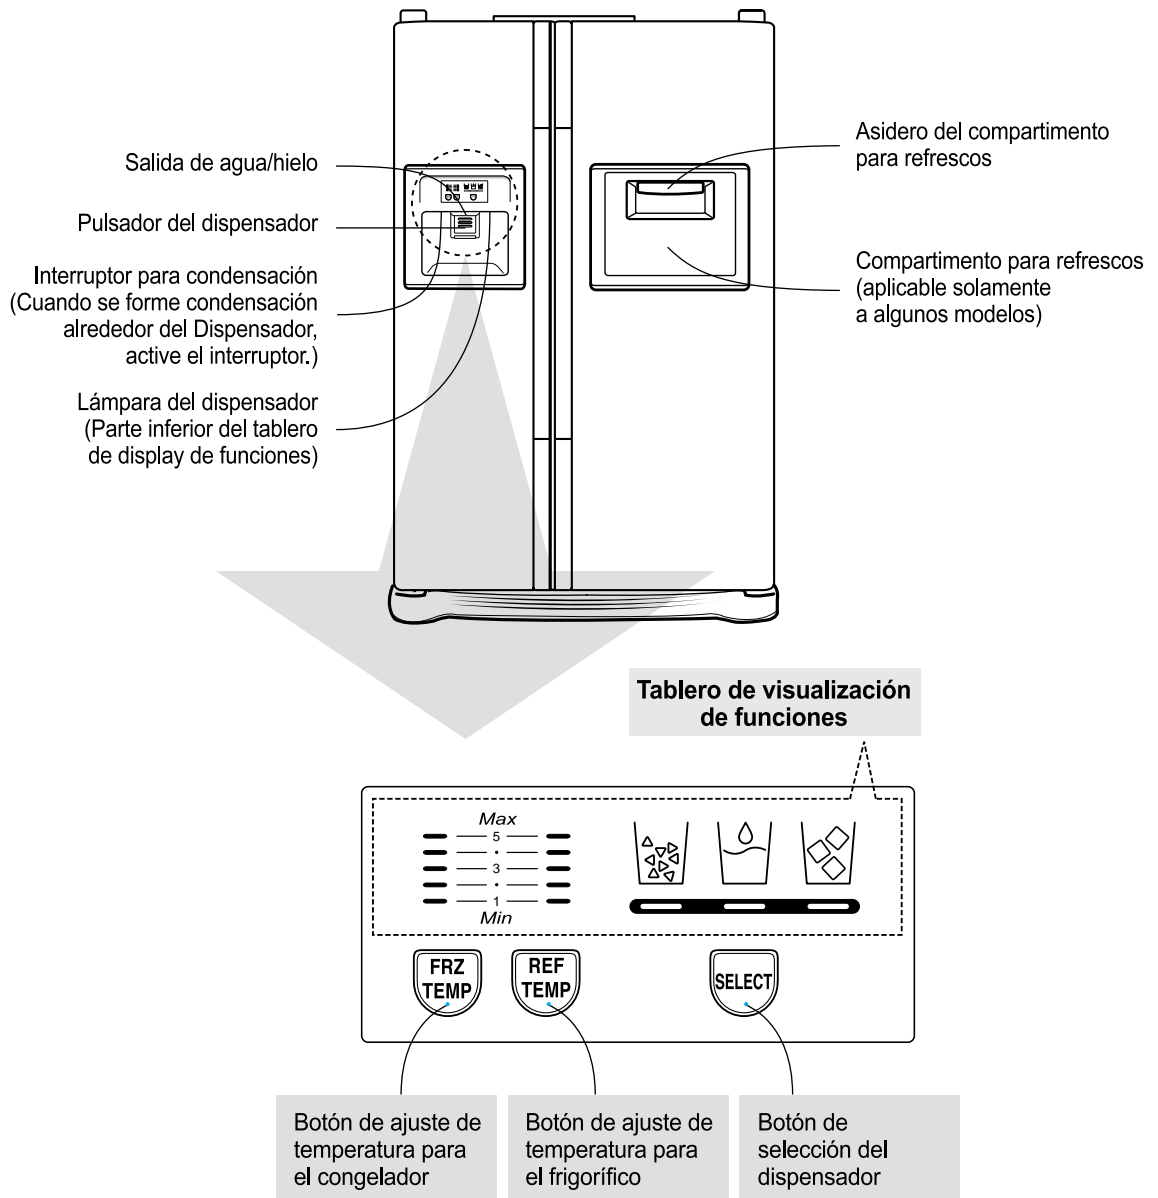 Salida de agua/hielo
Pulsador del dispensador
Interruptor para condensación
(Cuando se forme condensación
alrededor del Dispensador,
active el interruptor.)
Lámpara del dispensador
(Parte inferior del tablero
de display de funciones)
Asidero del compartimento
para refrescos
Compartimento para refrescos
(aplicable solamente
a algunos modelos)
Tablero de visualización
de funciones
Max
5
3
1
Min
FRZ
TEMP
REF
TEMP
SELECT
Botón de ajuste de
temperatura para
el congelador
Botón de ajuste de
temperatura para
el frigorífico
Botón de
selección del
dispensador